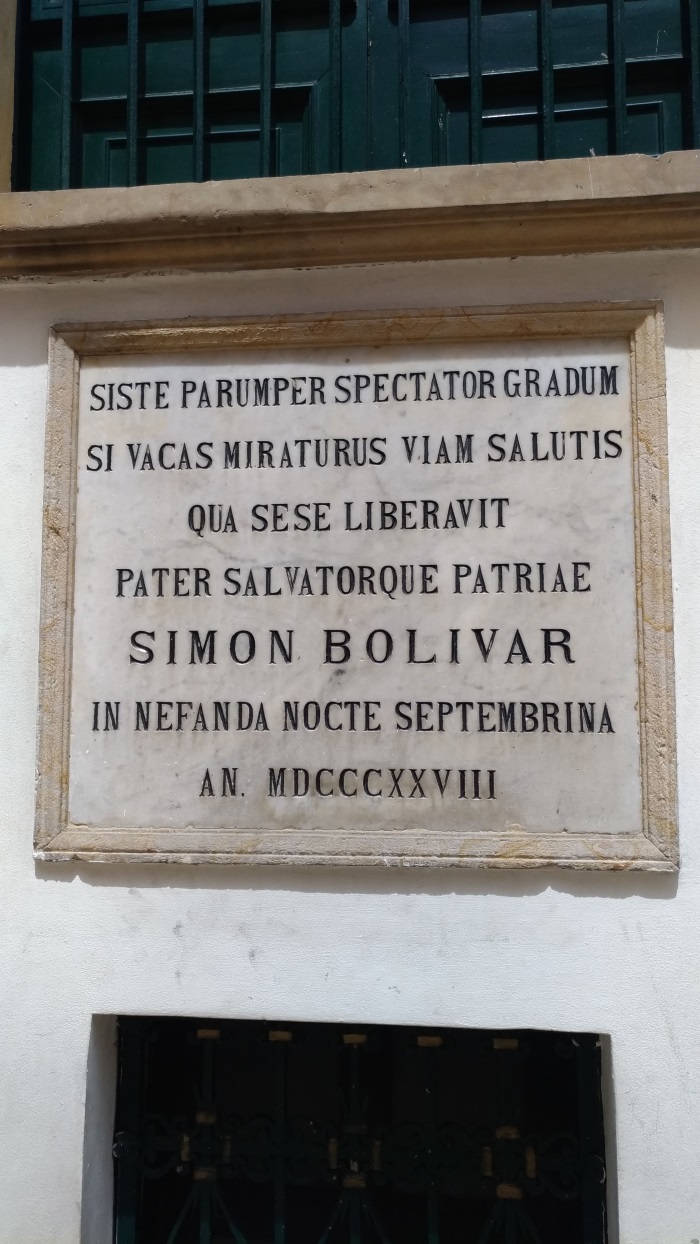 SISTE PARUMPER SPECTATOR GRADUM
SI VACAS MIRATURUS VIAM SALUTIS
QUA SESE LIBERAVIT
PATER SALVATORQUE PATRIAE
SIMON BOLIVAR
IN NEFANDA NOCTE SEPTEMBRINA
AN. MDCCCXXVIII